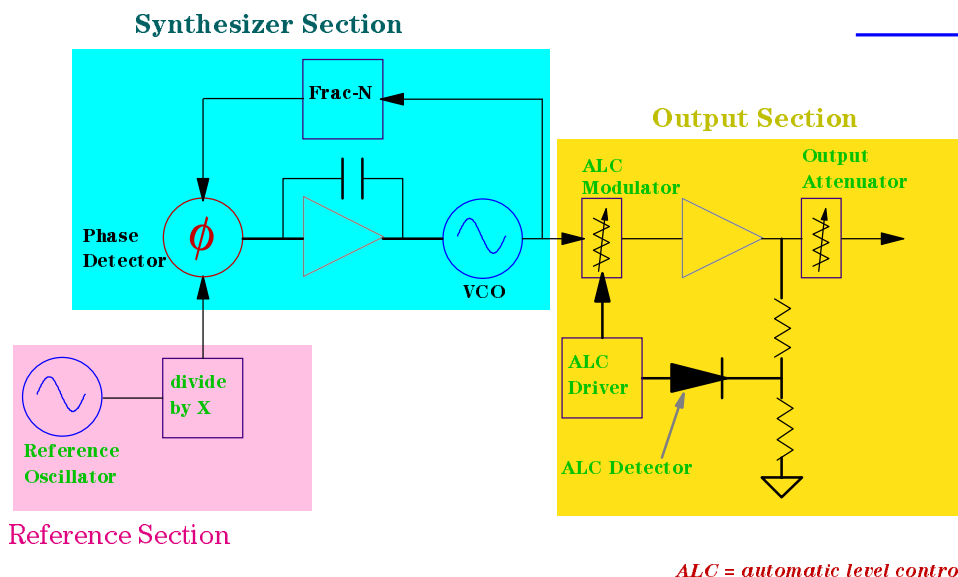 Synthesizer Section
Frac-N
Phase
Detector
ϕ
VCO
Output Section
ALC
Modulator
Output
Attenuator
ALC
Driver
ALC Detector
divide
by X
Reference
Oscillator
Reference Section
ALC = automatic level contro